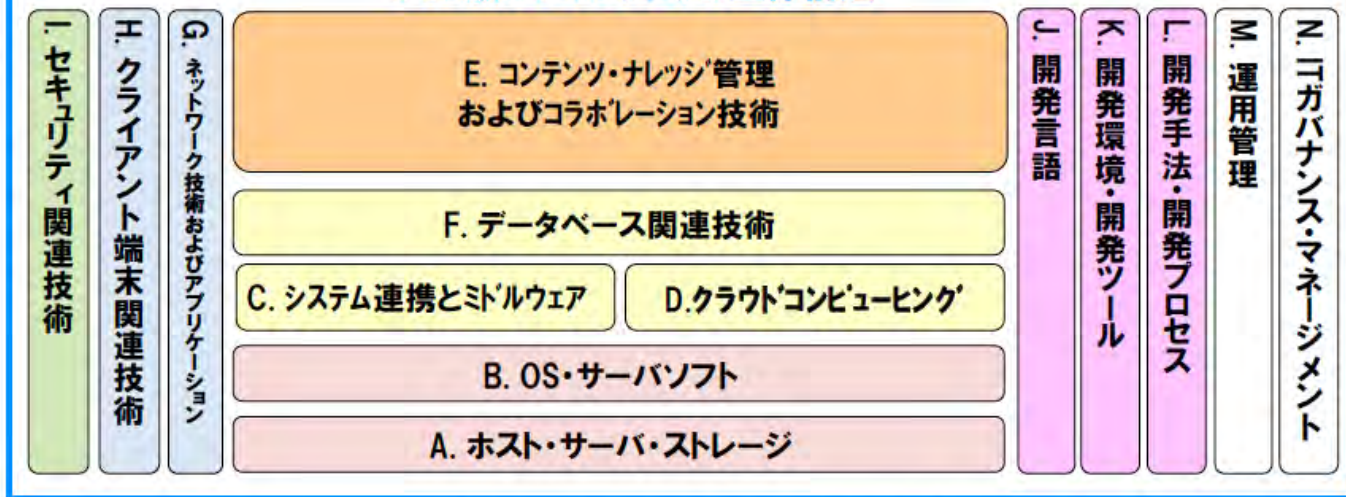 I. セキュリティ関連技術
H. クライアント端末関連技術
G. ネットワーク技術およびアプリケーション
E. コンテンツ・ナレッジ管理
およびコラボレーション技術
F. データベース関連技術
C. システム連携とミドルウェア
D.クラウドコンピューヒング
B. OS・サーバソフト
A. ホスト・サーバ・ストレージ
J. 開発言語
K. 開発環境・開発ツール
L. 開発手法・開発プロセス
M. 運用管理
N. ITガバナンス・マネージメント